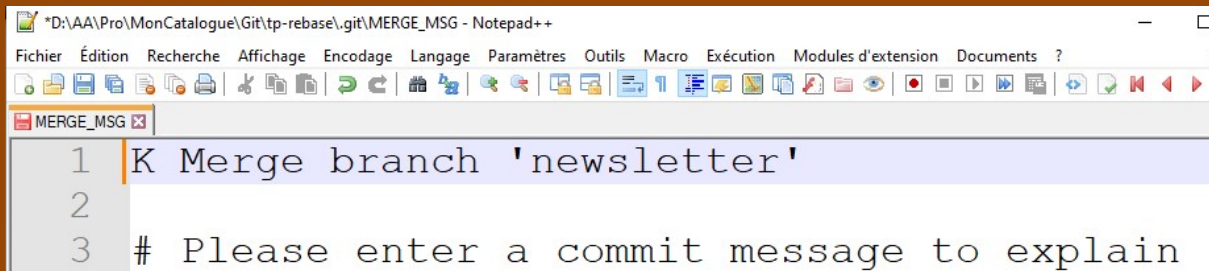 *D:\AA\Pro\MonCatalogue\Git\tp-rebase\.git\MERGE_MSG - Notepad++
Fichier Édition Recherche Affichage Encodage Langage Paramètres Outils Macro Exécution Modules d'extension Documents ?
MERGE_MSG
1 K Merge branch 'newsletter'
2
3 # Please enter a commit message to explain